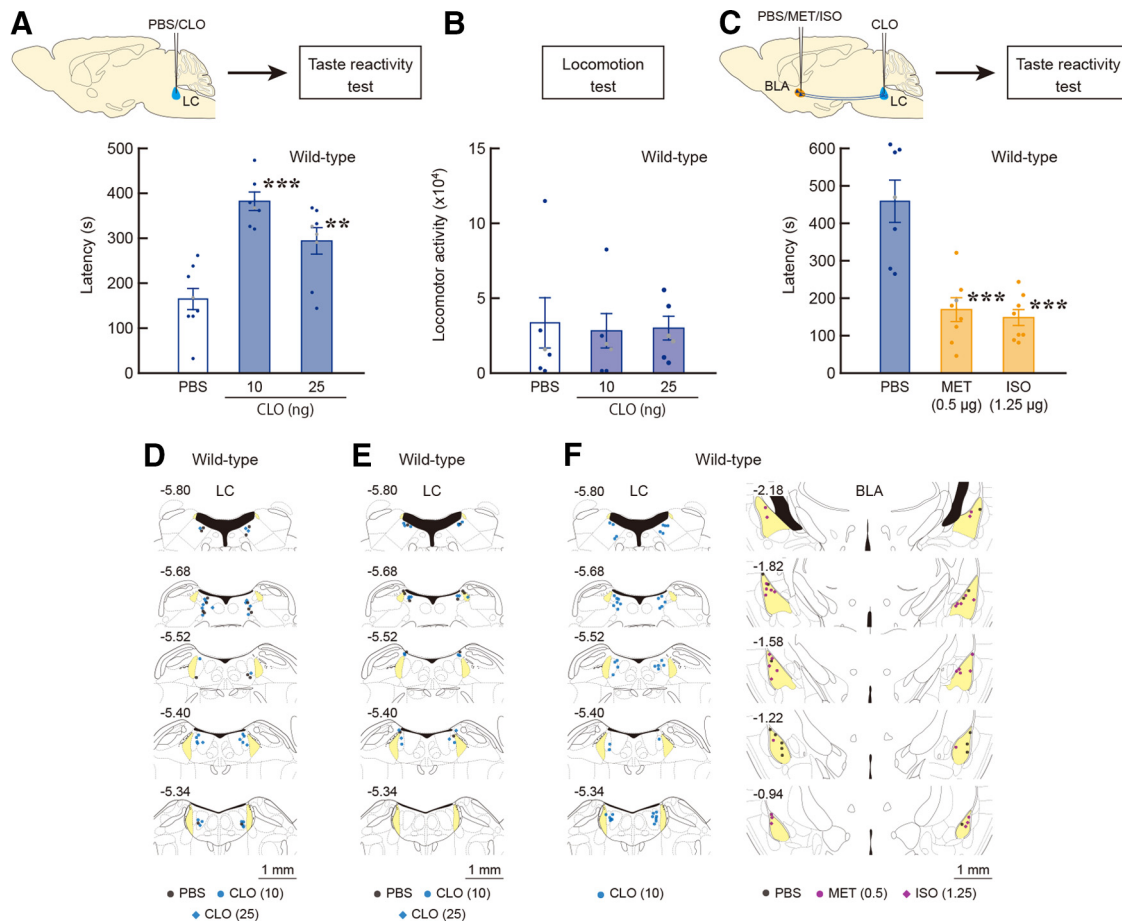 A
PBS/CLO
LC
Taste reactivity
test
Wild-type
Latency (s)
500
400
300
200
100
0
***
**
PBS
10
25
CLO (ng)
B
Locomotion
test
Wild-type
Locomotor activity (x10⁴)
15
10
5
0
PBS
10
25
CLO (ng)
C
PBS/MET/ISO
CLO
BLA
LC
Taste reactivity
test
Wild-type
Latency (s)
600
500
400
300
200
100
0
***
***
PBS
MET
(0.5 µg)
ISO
(1.25 µg)
D
Wild-type
LC
-5.80
-5.68
-5.52
-5.40
-5.34
1 mm
PBS
CLO (10)
CLO (25)
E
Wild-type
LC
-5.80
-5.68
-5.52
-5.40
-5.34
1 mm
PBS
CLO (10)
CLO (25)
F
Wild-type
LC
-5.80
-5.68
-5.52
-5.40
-5.34
CLO (10)
BLA
-2.18
-1.82
-1.58
-1.22
-0.94
1 mm
PBS
MET (0.5)
ISO (1.25)